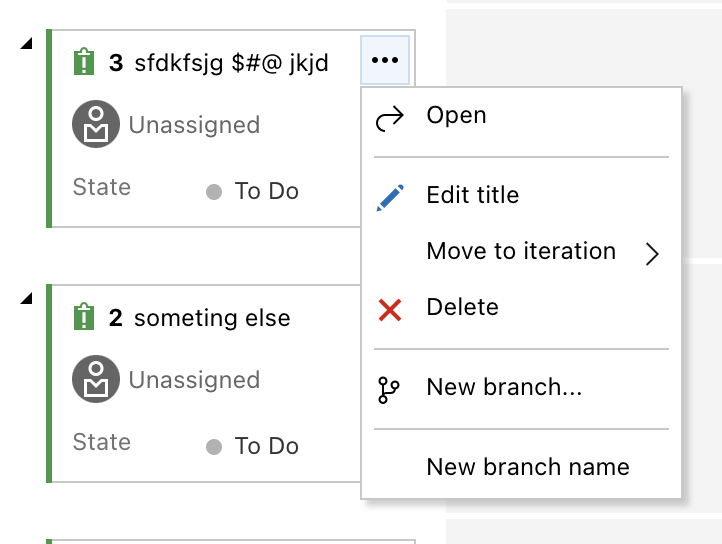 3 sfdkfsjg $#@ jkjd
Unassigned
State To Do
Open
Edit title
Move to iteration
Delete
New branch...
New branch name
2 someting else
Unassigned
State To Do